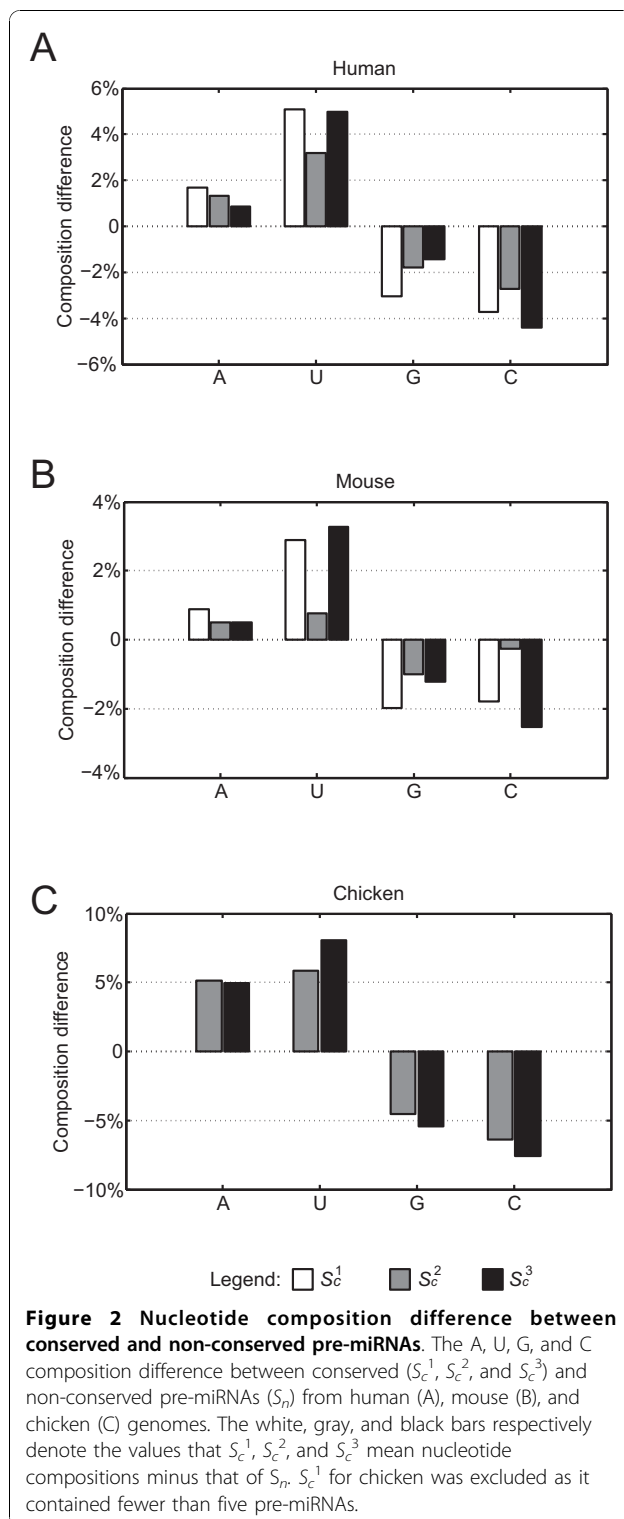 A
Human
6%
4%
2%
0
−2%
−4%
−6%
Composition difference
A U G C
B
Mouse
4%
2%
0
−2%
−4%
Composition difference
A U G C
C
Chicken
10%
5%
0
−5%
−10%
Composition difference
A U G C
Legend: Sc1 Sc2 Sc3
Figure 2 Nucleotide composition difference between
conserved and non-conserved pre-miRNAs. The A, U, G, and C
composition difference between conserved (Sc1, Sc2, and Sc3) and
non-conserved pre-miRNAs (Sn) from human (A), mouse (B), and
chicken (C) genomes. The white, gray, and black bars respectively
denote the values that Sc1, Sc2, and Sc3 mean nucleotide
compositions minus that of Sn. Sc1 for chicken was excluded as it
contained fewer than five pre-miRNAs.